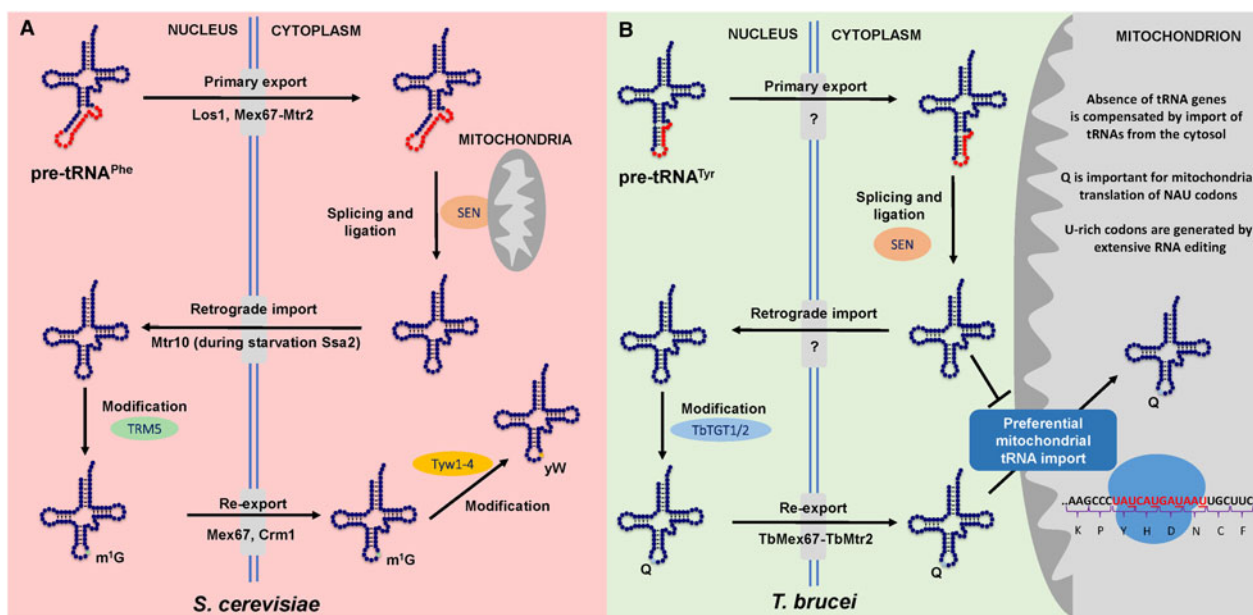 A
NUCLEUS
CYTOPLASM
Primary export
Los1, Mex67-Mtr2
pre-tRNAPhe
MITOCHONDRIA
Splicing and
ligation
SEN
Retrograde import
Mtr10 (during starvation Ssa2)
Modification
TRM5
Tyw1-4
yW
Modification
Re-export
Mex67, Crm1
m1G
m1G
S. cerevisiae
B
NUCLEUS
CYTOPLASM
MITOCHONDRION
Primary export
?
pre-tRNATyr
Absence of tRNA genes
is compensated by import of
tRNAs from the cytosol
Q is important for mitochondria
translation of NAU codons
U-rich codons are generated by
extensive RNA editing
Splicing and
ligation
SEN
Retrograde import
?
Q
Modification
TbTGT1/2
Preferential
mitochondrial
tRNA import
Re-export
TbMex67-TbMtr2
Q
Q
..AAGCCCUAUCAUGAUAAUUGCUUC
K P Y H D N C F
T. brucei